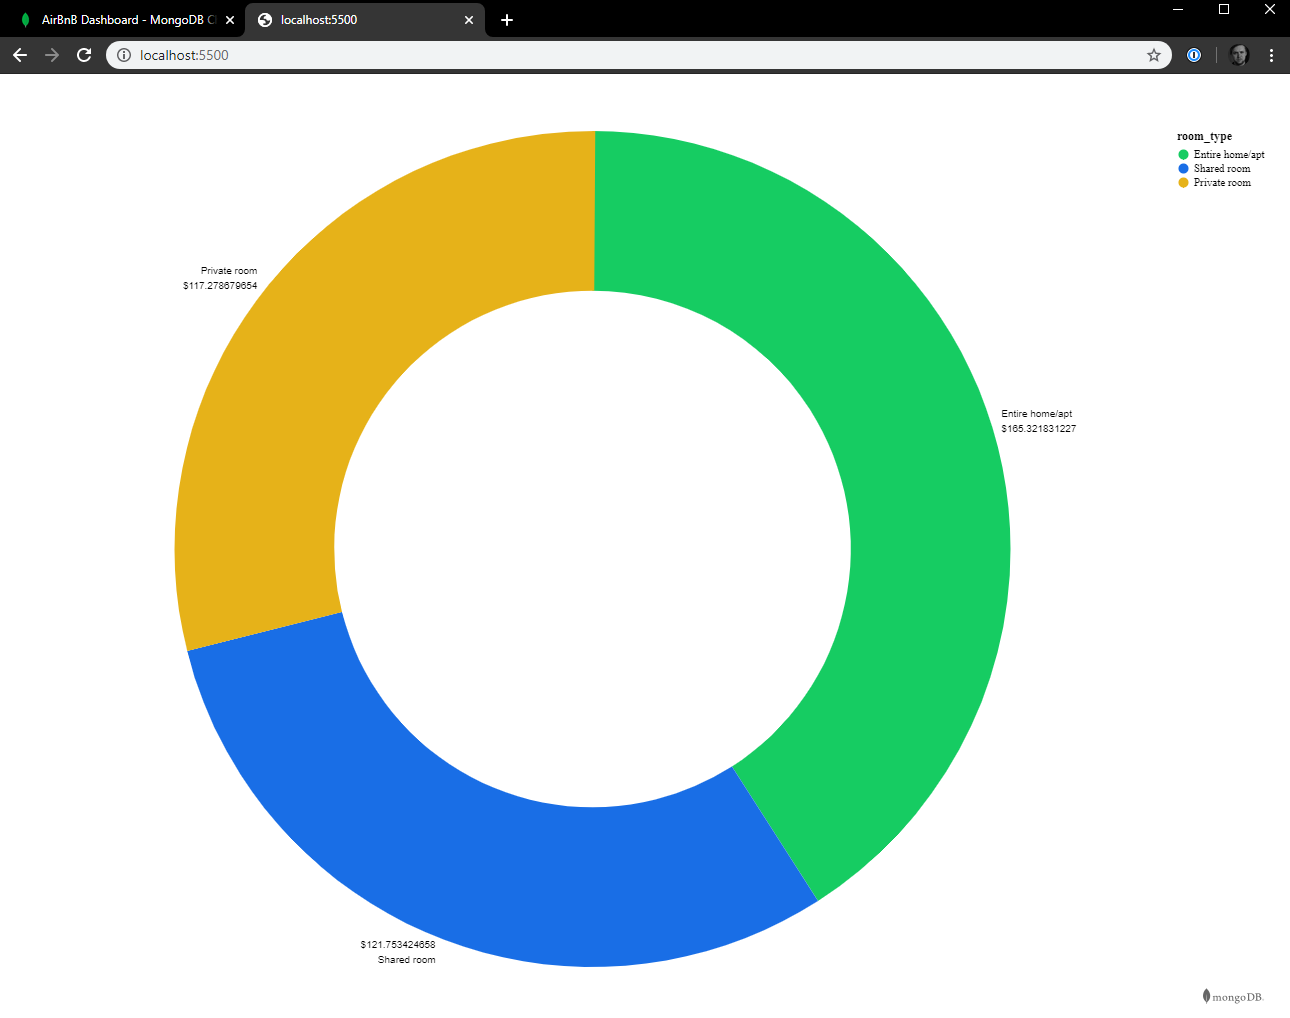 AirBnB Dashboard - MongoDB C
localhost:5500
localhost:5500
room_type
Entire home/apt
Shared room
Private room
Private room
$117.278679654
Entire home/apt
$165.321831227
$121.753424658
Shared room
mongoDB.